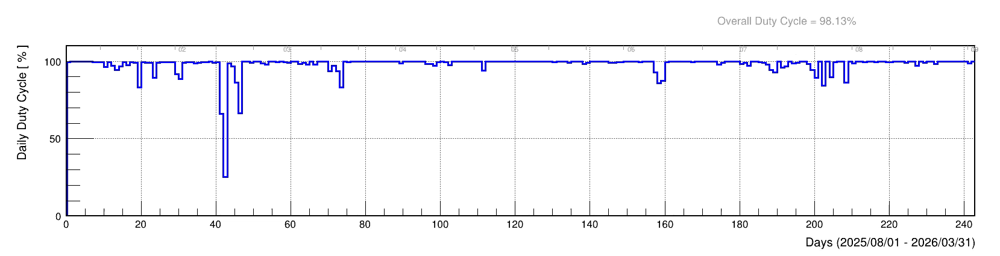 Overall Duty Cycle = 98.13%
Daily Duty Cycle [ % ]
02 03 04 05 06 07 08 09
100
50
0
0 20 40 60 80 100 120 140 160 180 200 220 240
Days (2025/08/01 - 2026/03/31)